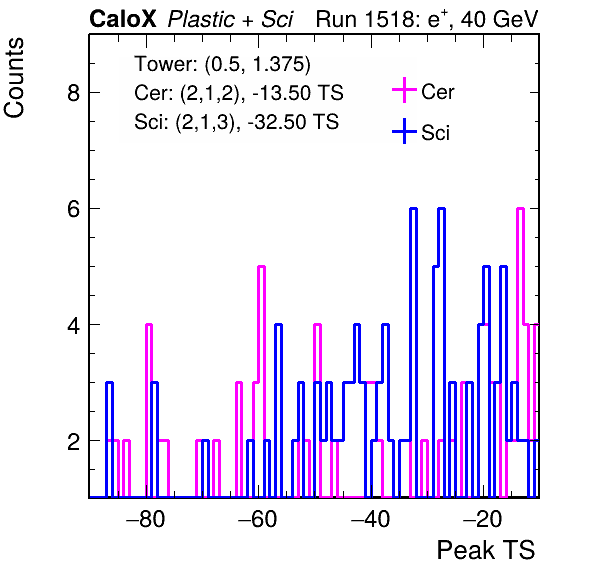 CaloX Plastic + Sci Run 1518: e⁺, 40 GeV
Tower: (0.5, 1.375)
Cer: (2,1,2), -13.50 TS
Sci: (2,1,3), -32.50 TS
Cer
Sci
Counts
8
6
4
2
−80 −60 −40 −20
Peak TS